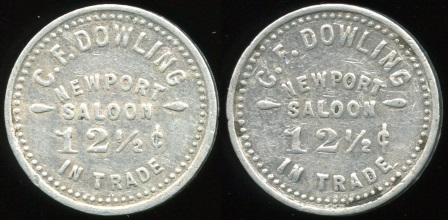 C.F. DOWLING
NEWPORT
SALOON
12½¢
IN TRADE
C.F. DOWLING
NEWPORT
SALOON
12½¢
IN TRADE